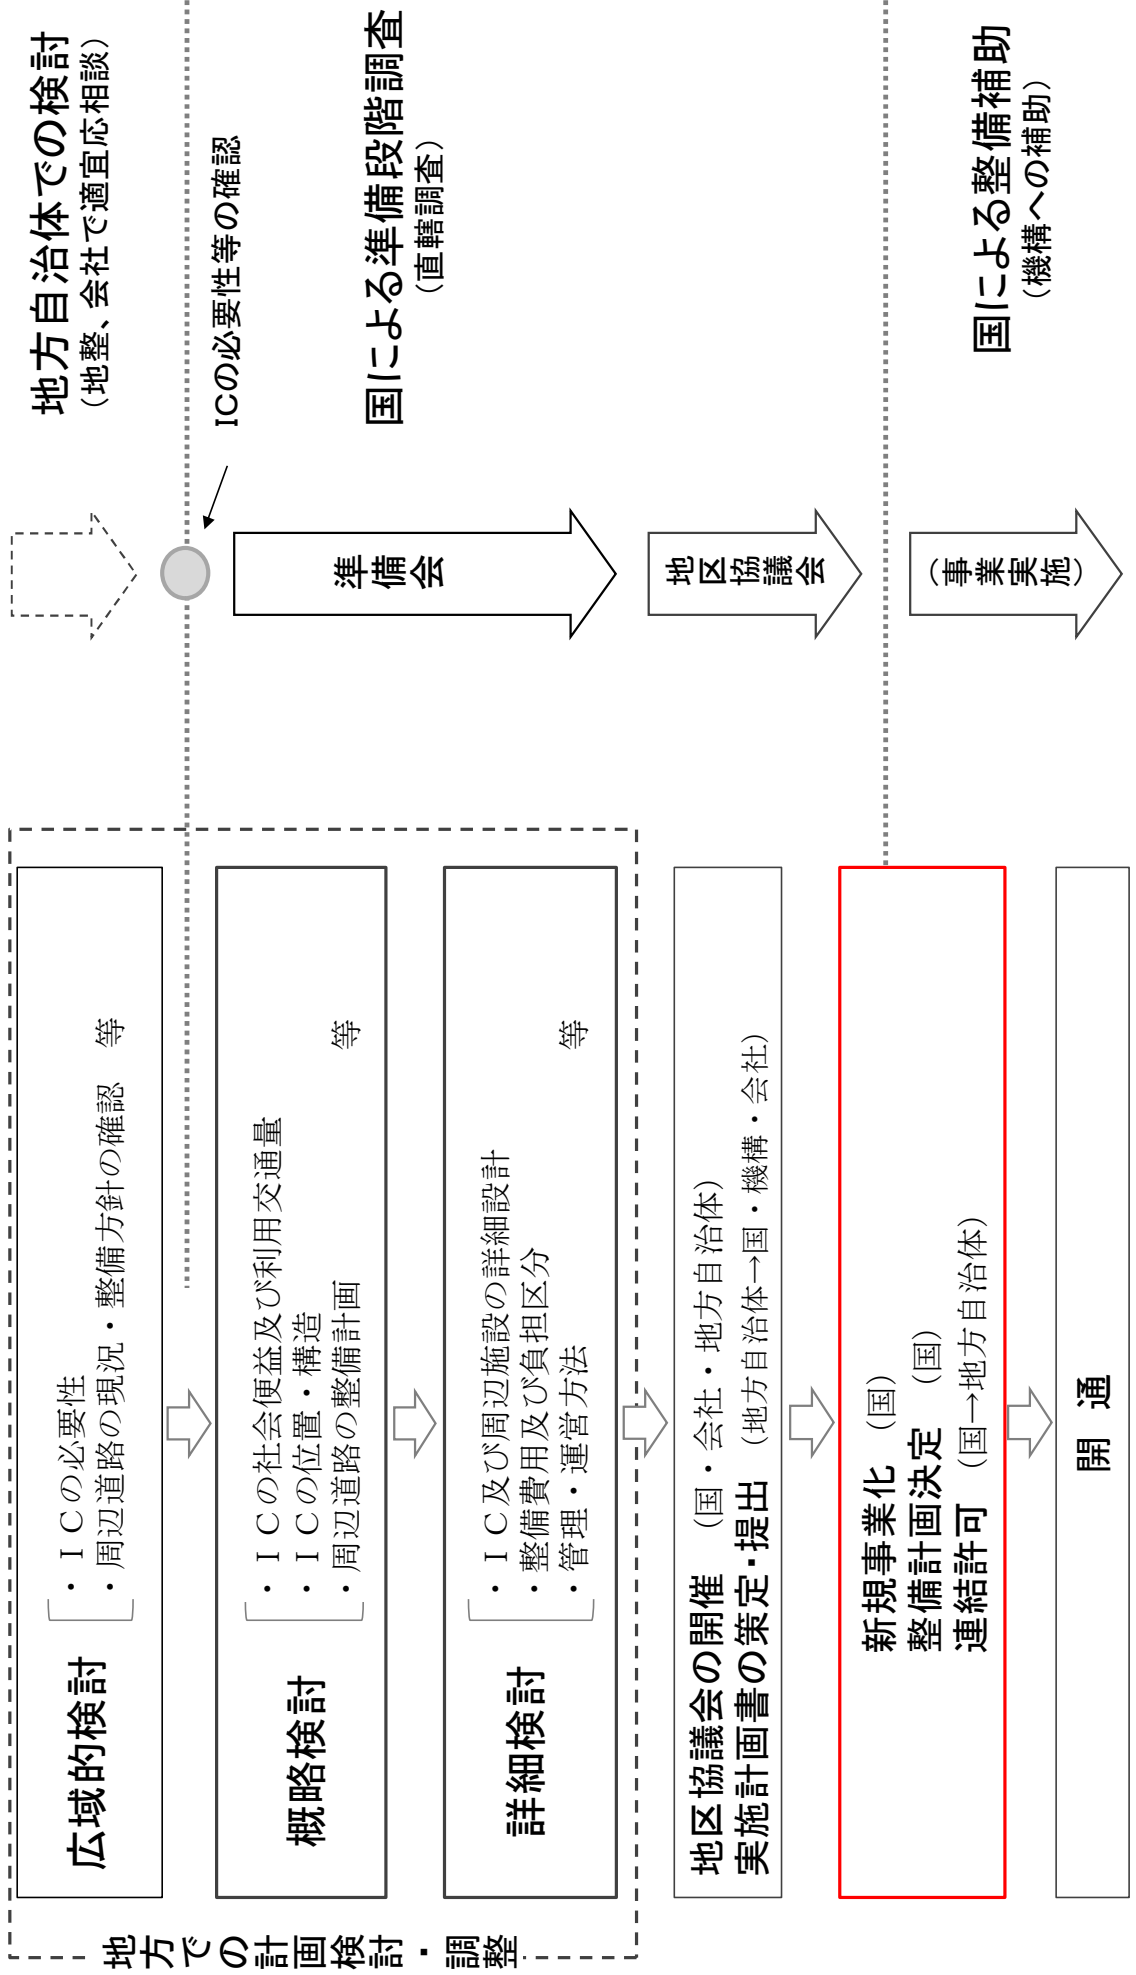 地方での計画検討・調整
広域的検討
・ＩＣの必要性
・周辺道路の現況・整備方針の確認　等
概略検討
・ＩＣの社会便益及び利用交通量
・ＩＣの位置・構造
・周辺道路の整備計画　等
詳細検討
・ＩＣ及び周辺施設の詳細設計
・整備費用及び負担区分
・管理・運営方法　等
地区協議会の開催　（国・会社・地方自治体）
実施計画書の策定・提出　（地方自治体→国・機構・会社）
新規事業化　（国）
整備計画決定　（国）
連結許可　（国→地方自治体）
開　通
準備会
地区協議会
（事業実施）
地方自治体での検討
（地整、会社で適宜応相談）
ICの必要性等の確認
国による準備段階調査
（直轄調査）
国による整備補助
（機構への補助）